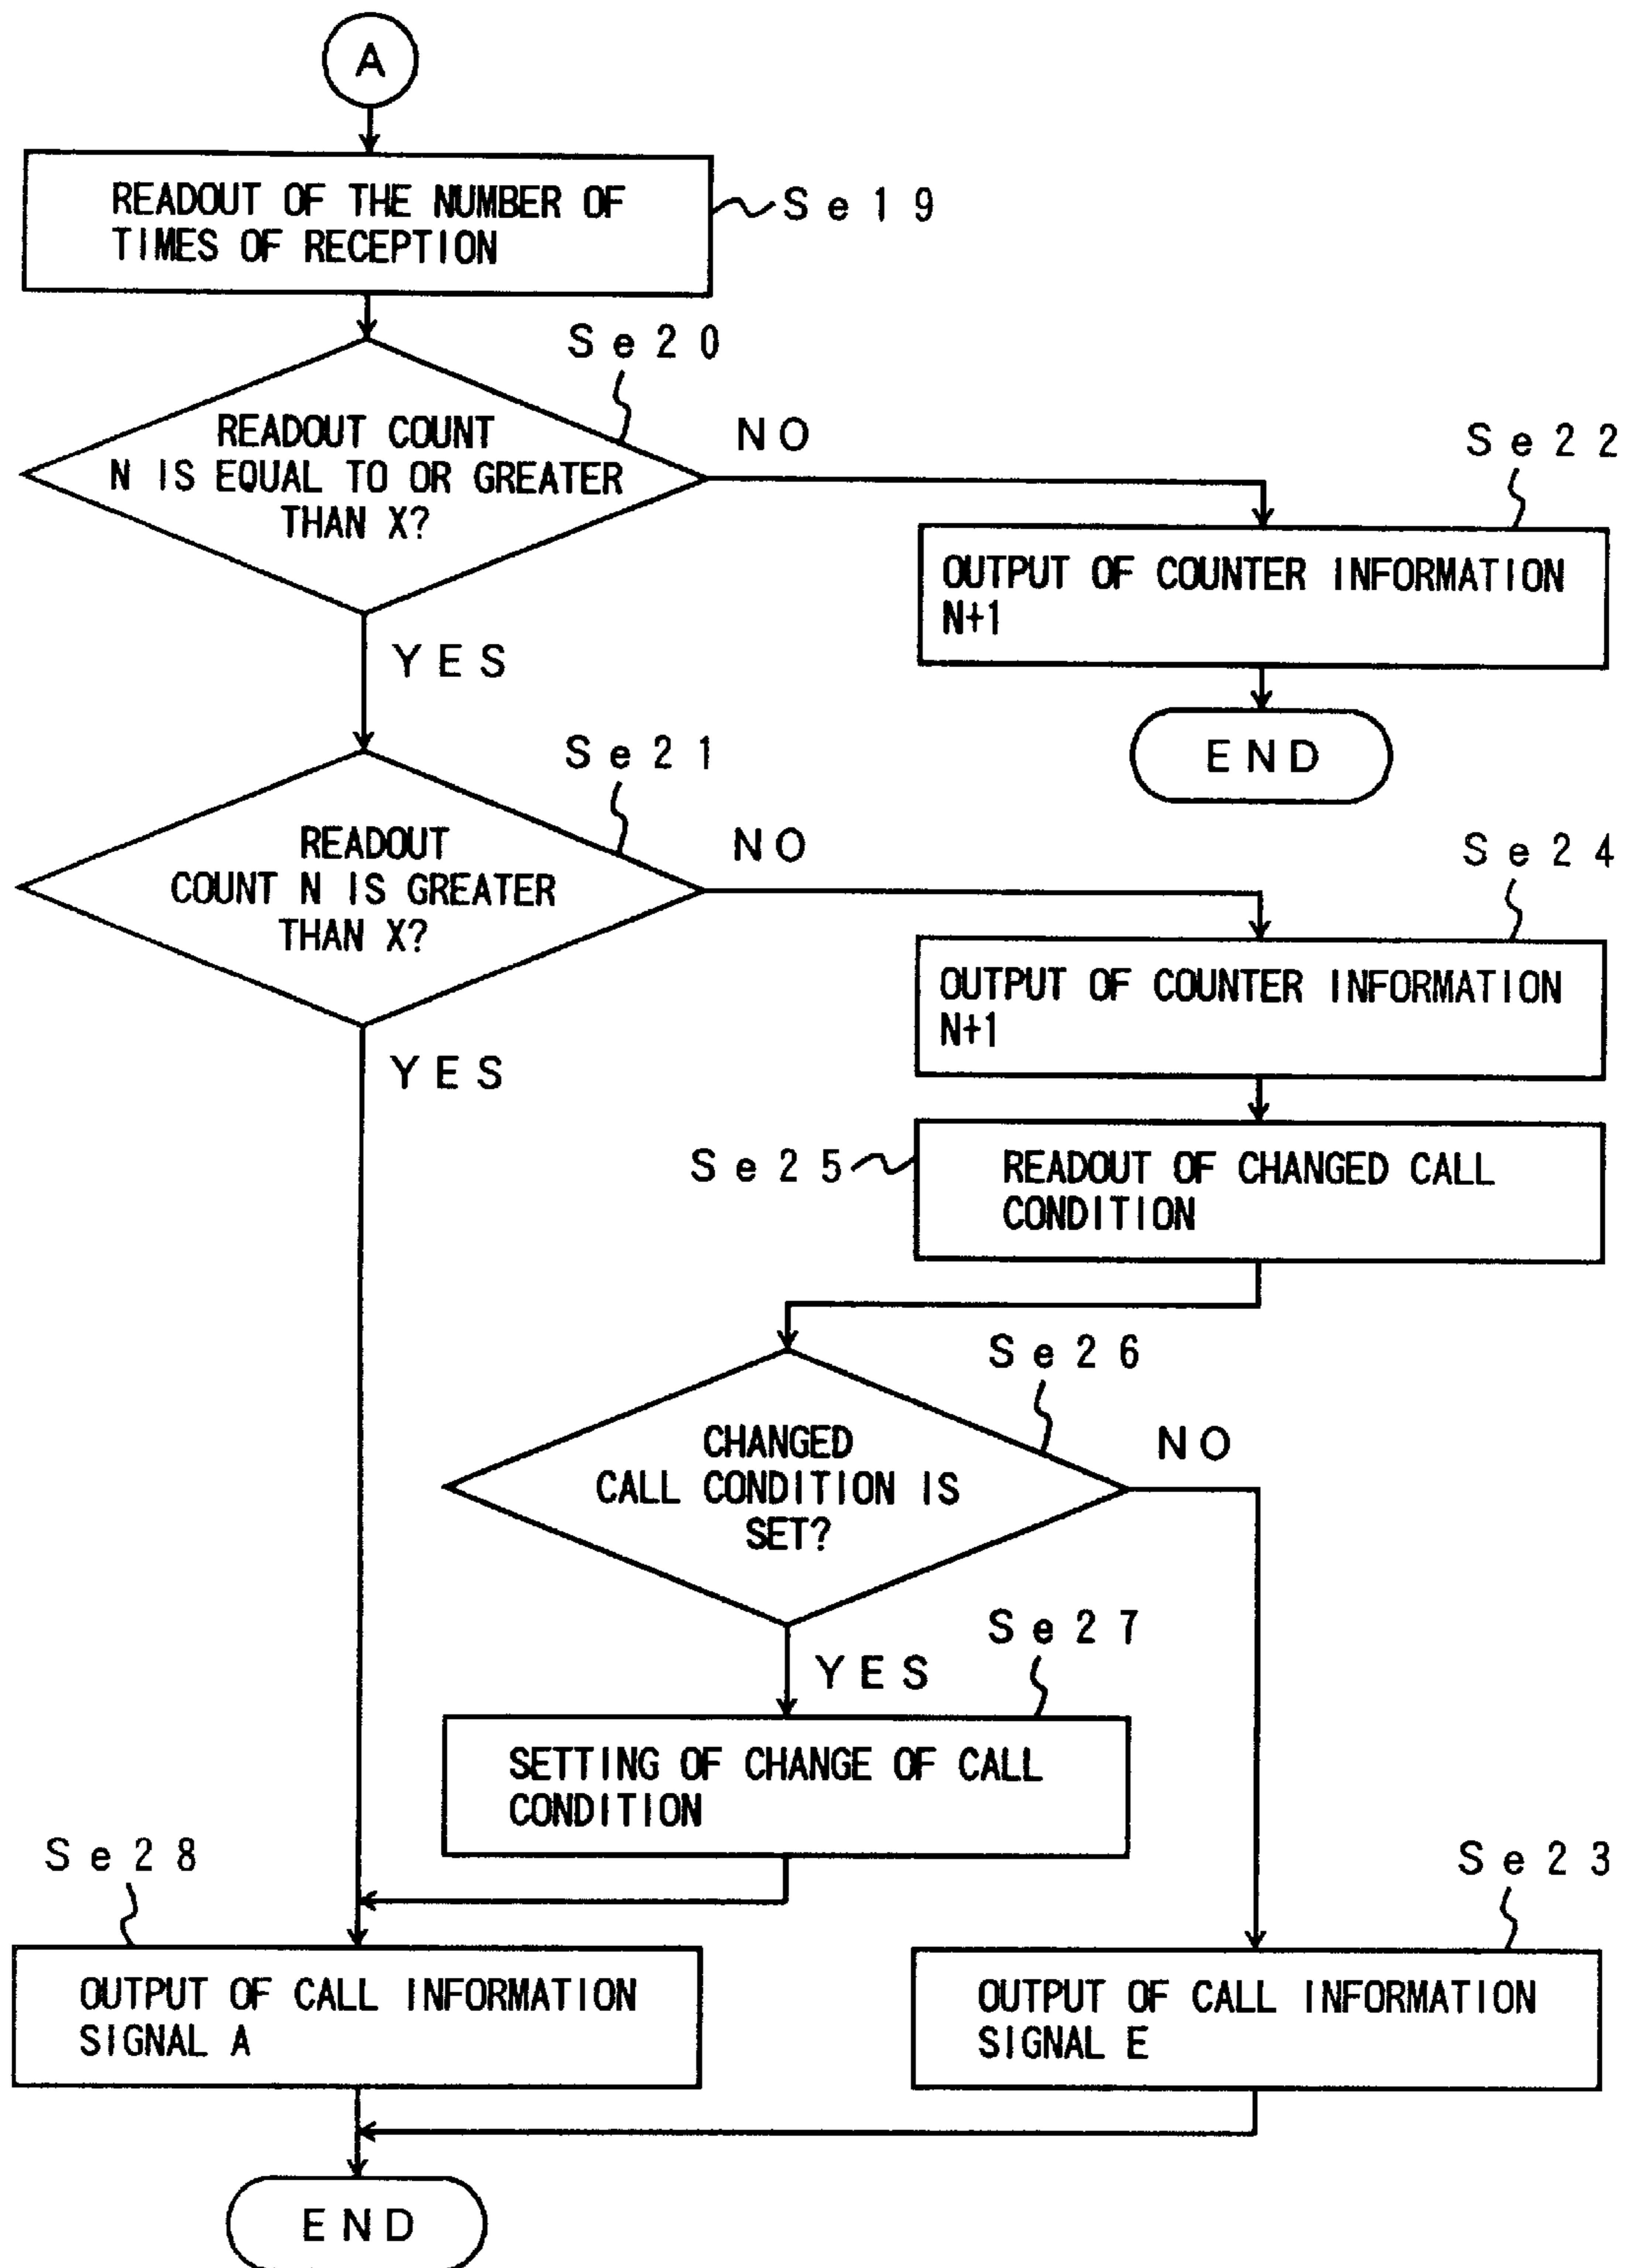 A
READOUT OF THE NUMBER OF
TIMES OF RECEPTION
Se19
Se20
READOUT COUNT
N IS EQUAL TO OR GREATER
THAN X?
NO
YES
Se22
OUTPUT OF COUNTER INFORMATION
N+1
END
Se21
READOUT
COUNT N IS GREATER
THAN X?
NO
YES
Se24
OUTPUT OF COUNTER INFORMATION
N+1
Se25
READOUT OF CHANGED CALL
CONDITION
Se26
CHANGED
CALL CONDITION IS
SET?
NO
YES
Se27
SETTING OF CHANGE OF CALL
CONDITION
Se28
OUTPUT OF CALL INFORMATION
SIGNAL A
Se23
OUTPUT OF CALL INFORMATION
SIGNAL E
END